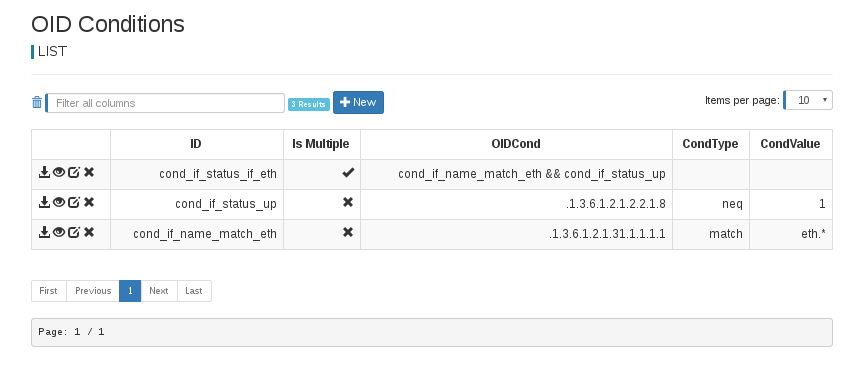 OID Conditions
LIST
Filter all columns 3 Results New Items per page: 10
ID Is Multiple OIDCond CondType CondValue
cond_if_status_if_eth cond_if_name_match_eth && cond_if_status_up
cond_if_status_up .1.3.6.1.2.1.2.2.1.8 neq 1
cond_if_name_match_eth .1.3.6.1.2.1.31.1.1.1.1 match eth.*
First Previous 1 Next Last
Page: 1 / 1